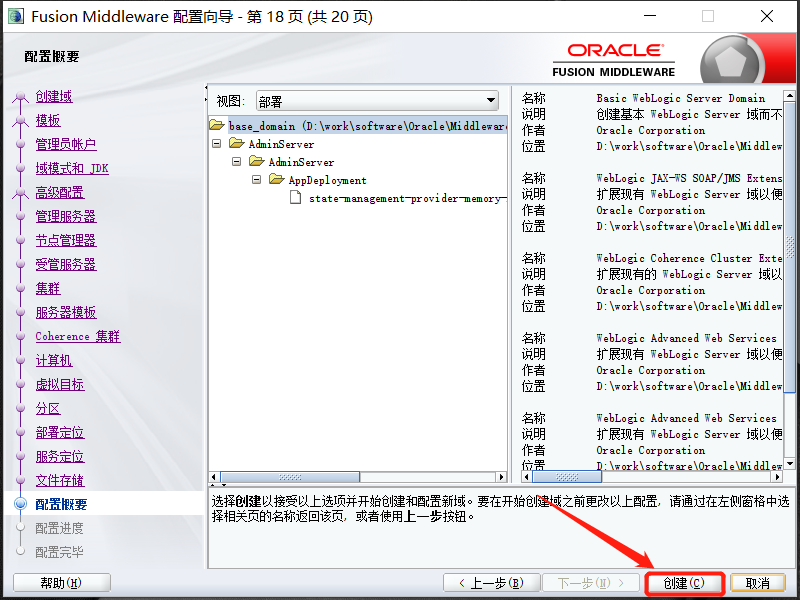 Fusion Middleware 配置向导 - 第 18 页 (共 20 页)
配置概要
ORACLE
FUSION MIDDLEWARE
创建域
模板
管理员帐户
域模式和 JDK
高级配置
管理服务器
节点管理器
受管服务器
集群
服务器模板
Coherence 集群
计算机
虚拟目标
分区
部署定位
服务定位
文件存储
配置概要
配置进度
配置完毕
视图: 部署
base_domain (D:\work\software\Oracle\Middleware
AdminServer
AdminServer
AppDeployment
state-management-provider-memory-
名称 Basic WebLogic Server Domain
说明 创建基本 WebLogic Server 域而不
作者 Oracle Corporation
位置 D:\work\software\Oracle\Middlew
名称 WebLogic JAX-WS SOAP/JMS Extens
说明 扩展现有 WebLogic Server 域以便
作者 Oracle Corporation
位置 D:\work\software\Oracle\Middlew
名称 WebLogic Coherence Cluster Exte
说明 扩展现有的 WebLogic Server 域以
作者 Oracle Corporation
位置 D:\work\software\Oracle\Middlew
名称 WebLogic Advanced Web Services
说明 扩展现有 WebLogic Server 域以便
作者 Oracle Corporation
位置 D:\work\software\Oracle\Middlew
名称 WebLogic Advanced Web Services
说明 扩展现有 WebLogic Server 域以便
作者 Oracle Corporation
位置 D:\work\software\Oracle\Middlew
选择创建以接受以上选项并开始创建和配置新域。要在开始创建域之前更改以上配置, 请通过在左侧窗格中选
择相关页的名称返回该页, 或者使用上一步按钮。
帮助(H)
< 上一步(B)
下一步(N) >
创建(C)
取消